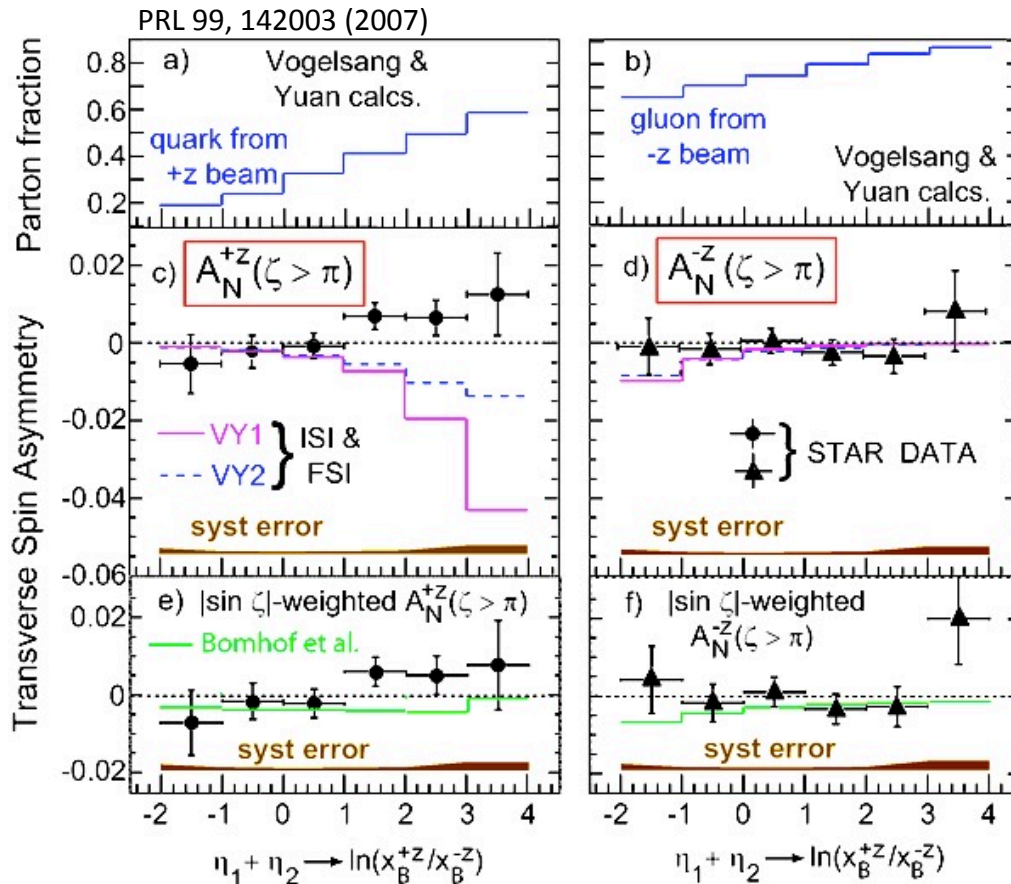 PRL 99, 142003 (2007)
Parton fraction
0.8
0.6
0.4
0.2
a)
Vogelsang &
Yuan calcs.
quark from
+z beam
b)
gluon from
-z beam
Vogelsang &
Yuan calcs.
Transverse Spin Asymmetry
0.02
0
-0.02
-0.04
-0.06
c) A_N^{+z}(ζ > π)
VY1
VY2
} ISI &
FSI
syst error
d) A_N^{-z}(ζ > π)
} STAR DATA
syst error
0.02
0
-0.02
e) |sin ζ|-weighted A_N^{+z}(ζ > π)
Bomhof et al.
syst error
f) |sin ζ|-weighted
A_N^{-z}(ζ > π)
syst error
-2 -1 0 1 2 3 4
-2 -1 0 1 2 3 4
η₁ + η₂ → ln(x_B^{+z}/x_B^{-z})
η₁ + η₂ → ln(x_B^{+z}/x_B^{-z})